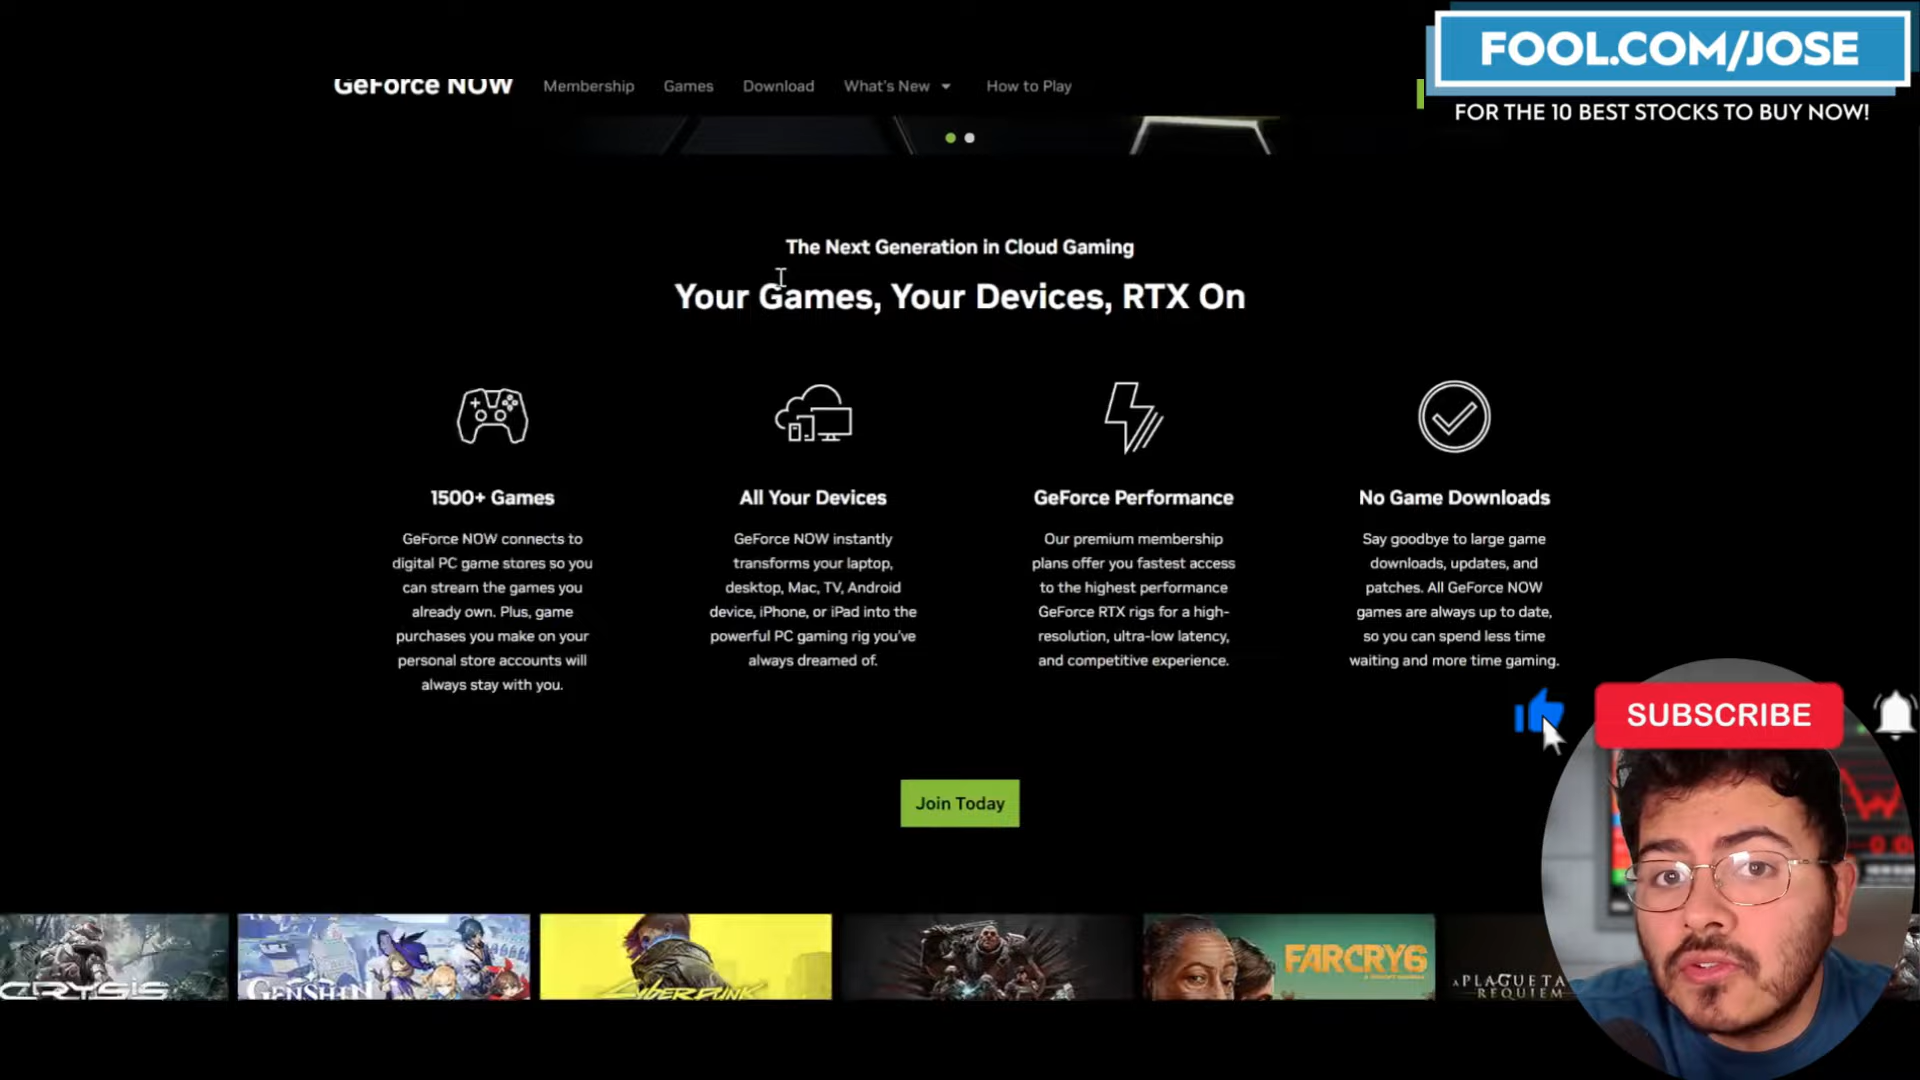 FOOL.COM/JOSE
FOR THE 10 BEST STOCKS TO BUY NOW!
GeForce NOW
Membership
Games
Download
What's New
How to Play
The Next Generation in Cloud Gaming
Your Games, Your Devices, RTX On
1500+ Games
GeForce NOW connects to
digital PC game stores so you
can stream the games you
already own. Plus, game
purchases you make on your
personal store accounts will
always stay with you.
All Your Devices
GeForce NOW instantly
transforms your laptop,
desktop, Mac, TV, Android
device, iPhone, or iPad into the
powerful PC gaming rig you've
always dreamed of.
GeForce Performance
Our premium membership
plans offer you fastest access
to the highest performance
GeForce RTX rigs for a high-
resolution, ultra-low latency,
and competitive experience.
No Game Downloads
Say goodbye to large game
downloads, updates, and
patches. All GeForce NOW
games are always up to date,
so you can spend less time
waiting and more time gaming.
SUBSCRIBE
Join Today
CRYSIS
GENSHIN
CYBERPUNK
FARCRY6
A PLAGUE TA
REQUIEM